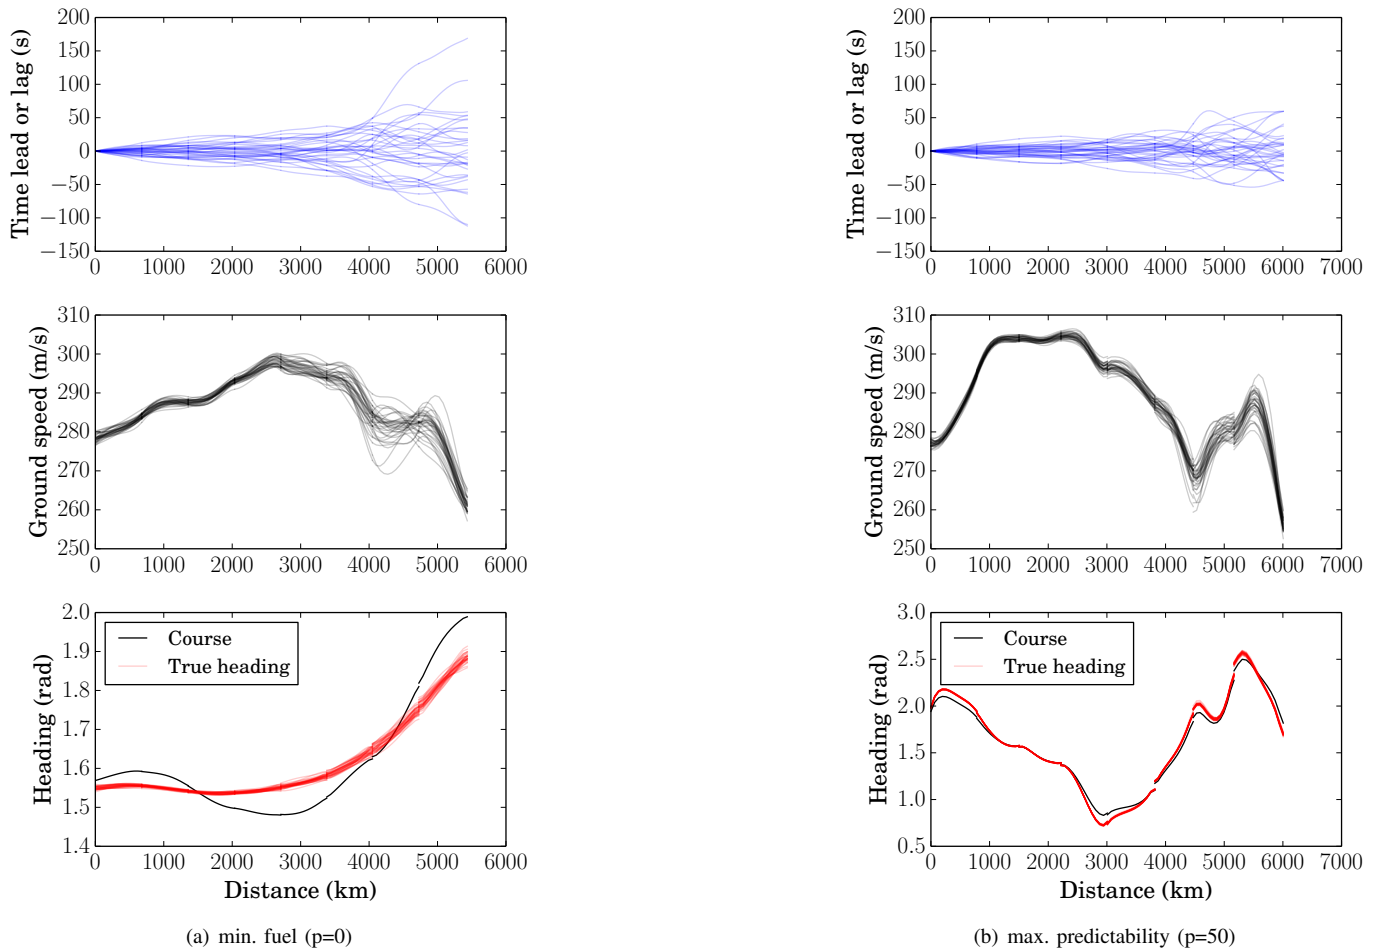 200
150
100
50
0
−50
−100
−150
Time lead or lag (s)
0 1000 2000 3000 4000 5000 6000
200
150
100
50
0
−50
−100
−150
Time lead or lag (s)
0 1000 2000 3000 4000 5000 6000 7000
310
300
290
280
270
260
250
Ground speed (m/s)
0 1000 2000 3000 4000 5000 6000
310
300
290
280
270
260
250
Ground speed (m/s)
0 1000 2000 3000 4000 5000 6000 7000
2.0
1.9
1.8
1.7
1.6
1.5
1.4
Heading (rad)
Course
True heading
0 1000 2000 3000 4000 5000 6000
Distance (km)
3.0
2.5
2.0
1.5
1.0
0.5
Heading (rad)
Course
True heading
0 1000 2000 3000 4000 5000 6000 7000
Distance (km)
(a) min. fuel (p=0)
(b) max. predictability (p=50)